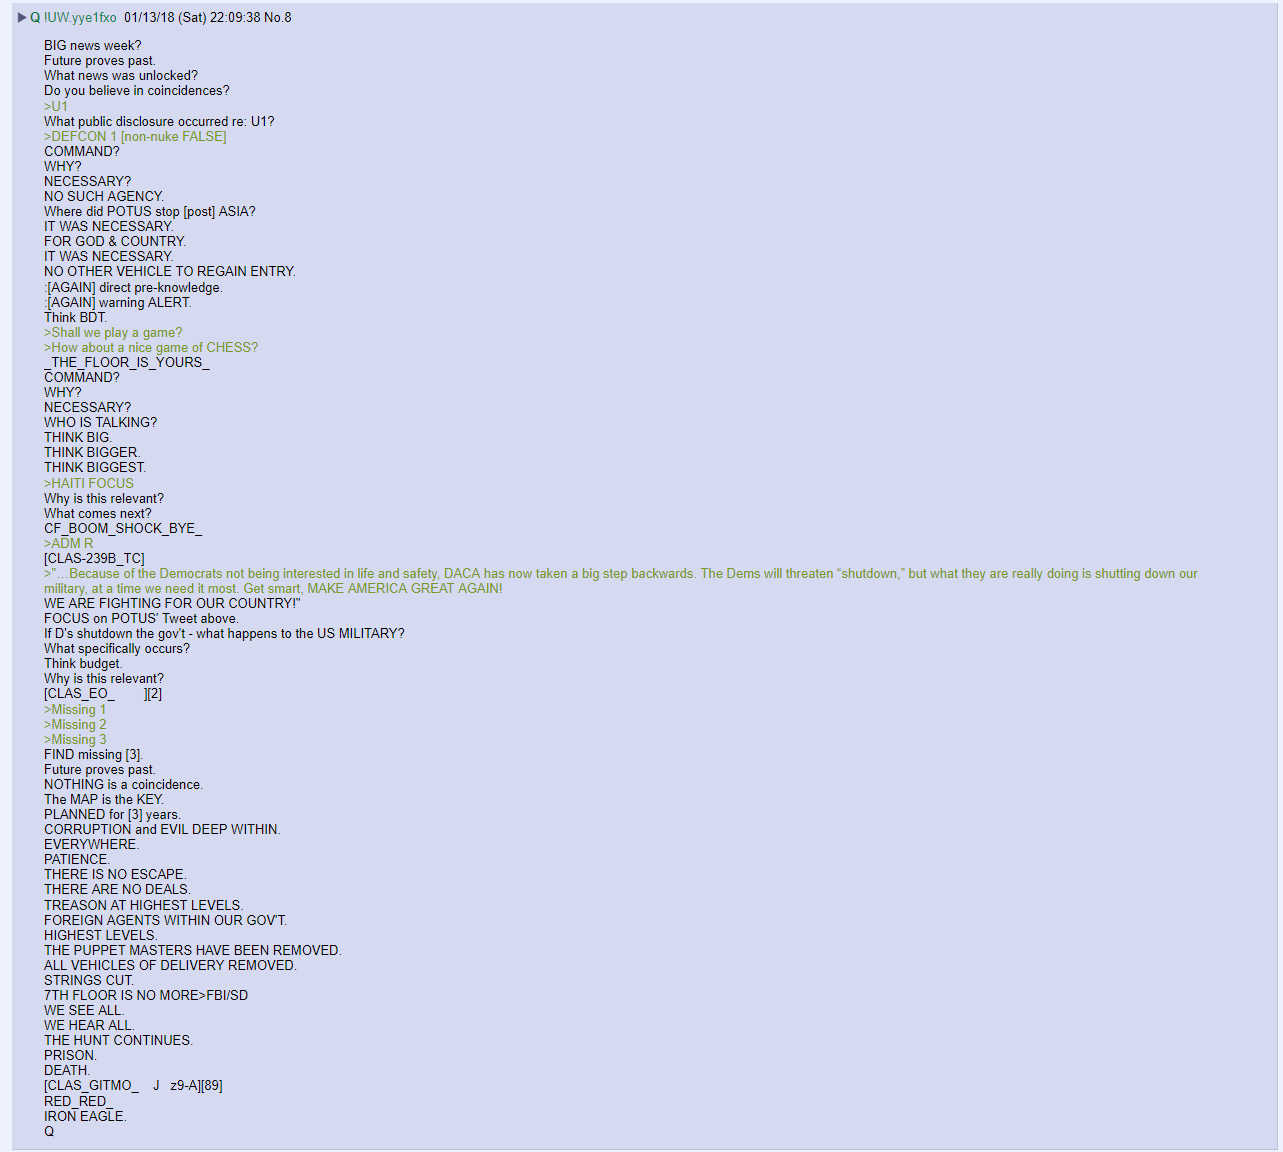 ▶Q !UW.yye1fxo 01/13/18 (Sat) 22:09:38 No.8
BIG news week?
Future proves past.
What news was unlocked?
Do you believe in coincidences?
>U1
What public disclosure occurred re: U1?
>DEFCON 1 [non-nuke FALSE]
COMMAND?
WHY?
NECESSARY?
NO SUCH AGENCY.
Where did POTUS stop [post] ASIA?
IT WAS NECESSARY.
FOR GOD & COUNTRY.
IT WAS NECESSARY.
NO OTHER VEHICLE TO REGAIN ENTRY.
:[AGAIN] direct pre-knowledge.
:[AGAIN] warning ALERT.
Think BDT.
>Shall we play a game?
>How about a nice game of CHESS?
_THE_FLOOR_IS_YOURS_
COMMAND?
WHY?
NECESSARY?
WHO IS TALKING?
THINK BIG.
THINK BIGGER.
THINK BIGGEST.
>HAITI FOCUS
Why is this relevant?
What comes next?
CF_BOOM_SHOCK_BYE_
>ADM R
[CLAS-239B_TC]
>"…Because of the Democrats not being interested in life and safety, DACA has now taken a big step backwards. The Dems will threaten “shutdown,” but what they are really doing is shutting down our
military, at a time we need it most. Get smart, MAKE AMERICA GREAT AGAIN!
WE ARE FIGHTING FOR OUR COUNTRY!"
FOCUS on POTUS' Tweet above.
If D's shutdown the gov't - what happens to the US MILITARY?
What specifically occurs?
Think budget.
Why is this relevant?
[CLAS_EO_ ][2]
>Missing 1
>Missing 2
>Missing 3
FIND missing [3].
Future proves past.
NOTHING is a coincidence.
The MAP is the KEY.
PLANNED for [3] years.
CORRUPTION and EVIL DEEP WITHIN.
EVERYWHERE.
PATIENCE.
THERE IS NO ESCAPE.
THERE ARE NO DEALS.
TREASON AT HIGHEST LEVELS.
FOREIGN AGENTS WITHIN OUR GOV'T.
HIGHEST LEVELS.
THE PUPPET MASTERS HAVE BEEN REMOVED.
ALL VEHICLES OF DELIVERY REMOVED.
STRINGS CUT.
7TH FLOOR IS NO MORE>FBI/SD
WE SEE ALL.
WE HEAR ALL.
THE HUNT CONTINUES.
PRISON.
DEATH.
[CLAS_GITMO_ J z9-A][89]
RED_RED_
IRON EAGLE.
Q